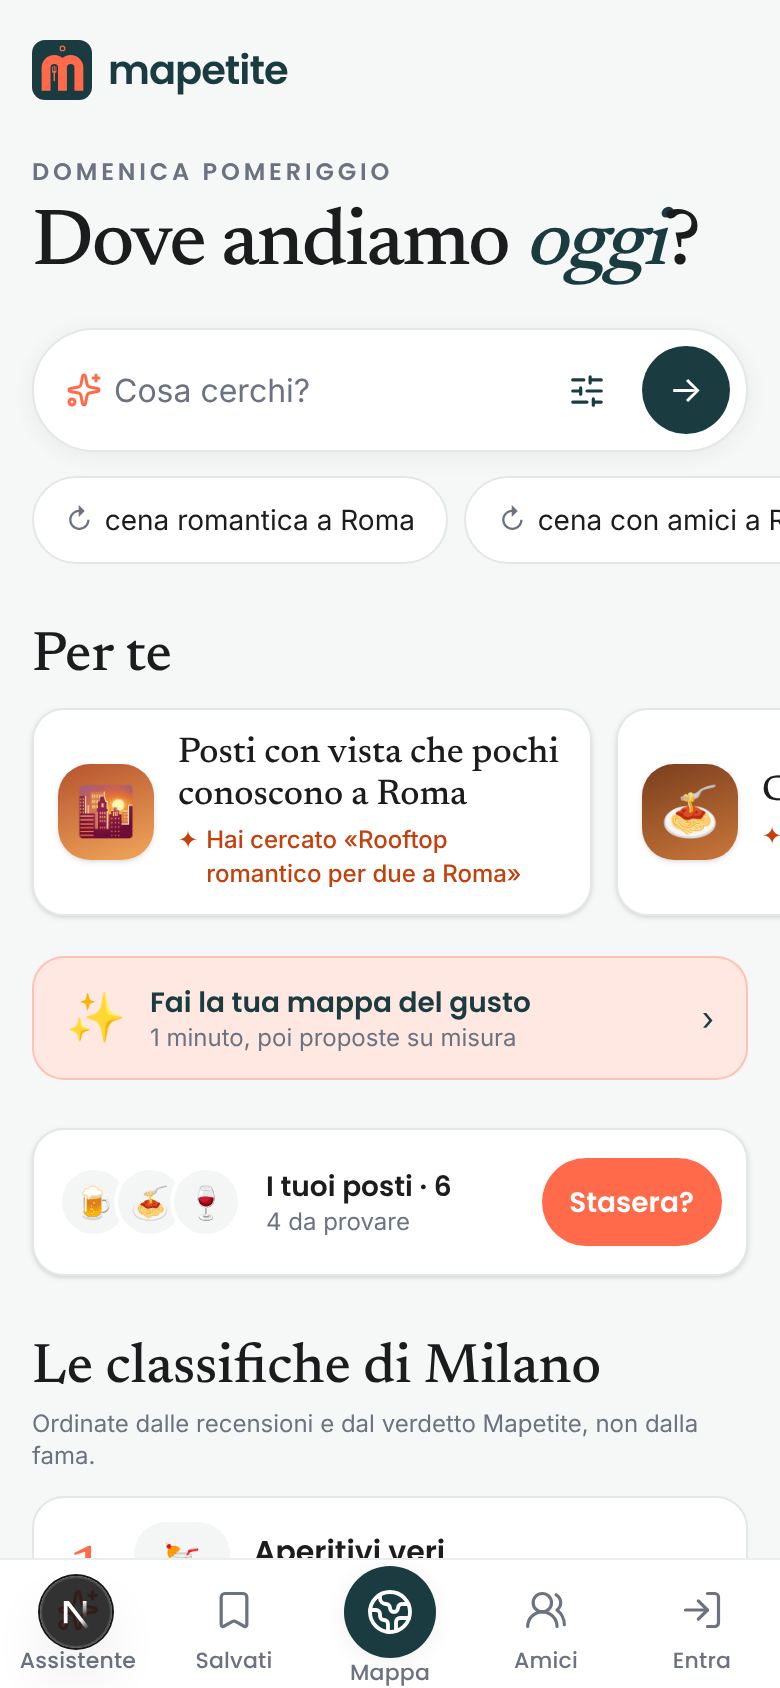 mapetite
DOMENICA POMERIGGIO
Dove andiamo oggi?
Cosa cerchi?
cena romantica a Roma
cena con amici a R
Per te
Posti con vista che pochi
conoscono a Roma
✦ Hai cercato «Rooftop
romantico per due a Roma»
Fai la tua mappa del gusto
1 minuto, poi proposte su misura
I tuoi posti · 6
4 da provare
Stasera?
Le classifiche di Milano
Ordinate dalle recensioni e dal verdetto Mapetite, non dalla
fama.
1
Aperitivi veri
N
Assistente
Salvati
Mappa
Amici
Entra